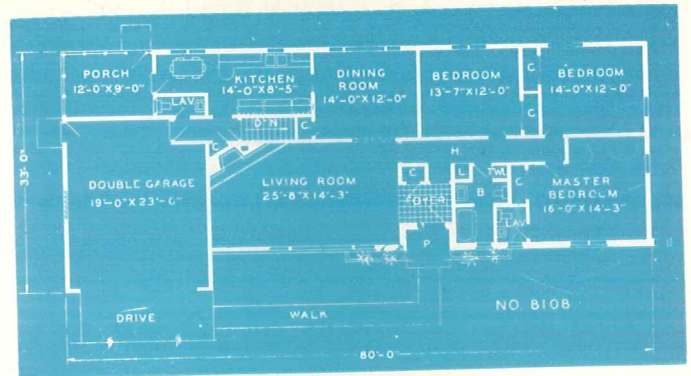 PORCH
12'-0"X9'-0"
KITCHEN
14'-0"X8'-5"
DINING
ROOM
14'-0"X12'-0"
BEDROOM
13'-7"X12'-0"
C
C
BEDROOM
14'-0"X12'-0"
LAV
D'N
C
C
H
33'-0"
DOUBLE GARAGE
19'-0"X23'-6"
LIVING ROOM
25'-8"X14'-3"
C
FOYER
L
TWL
B
C
LAV
MASTER
BEDROOM
16-0"X14'-3"
P
DRIVE
WALK
NO. 8108
80'-0"